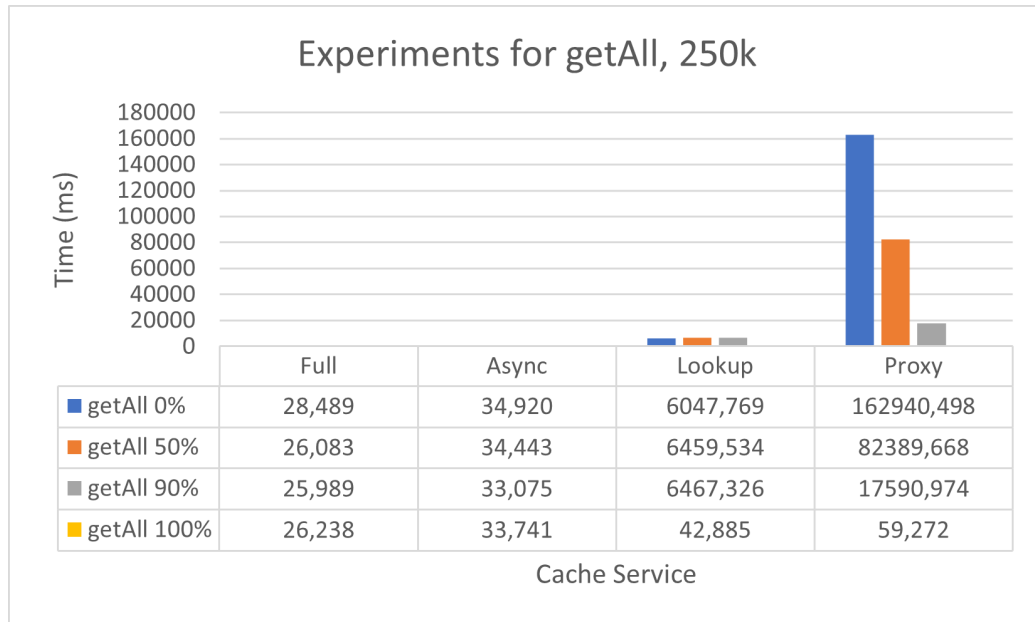 Experiments for getAll, 250k
180000
160000
140000
120000
100000
80000
60000
40000
20000
0
Time (ms)
Full Async Lookup Proxy
getAll 0% 28,489 34,920 6047,769 162940,498
getAll 50% 26,083 34,443 6459,534 82389,668
getAll 90% 25,989 33,075 6467,326 17590,974
getAll 100% 26,238 33,741 42,885 59,272
Cache Service